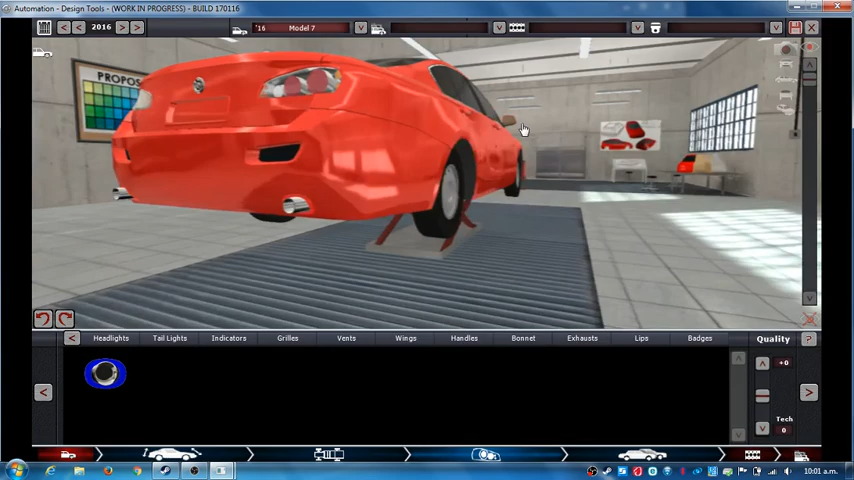 Automation - Design Tools - (WORK IN PROGRESS) - BUILD 170116
2016
'16 Model 7
PROPOS
Headlights Tail Lights Indicators Grilles Vents Wings Handles Bonnet Exhausts Lips Badges Quality ?
+0
Tech
0
10:01 a.m.